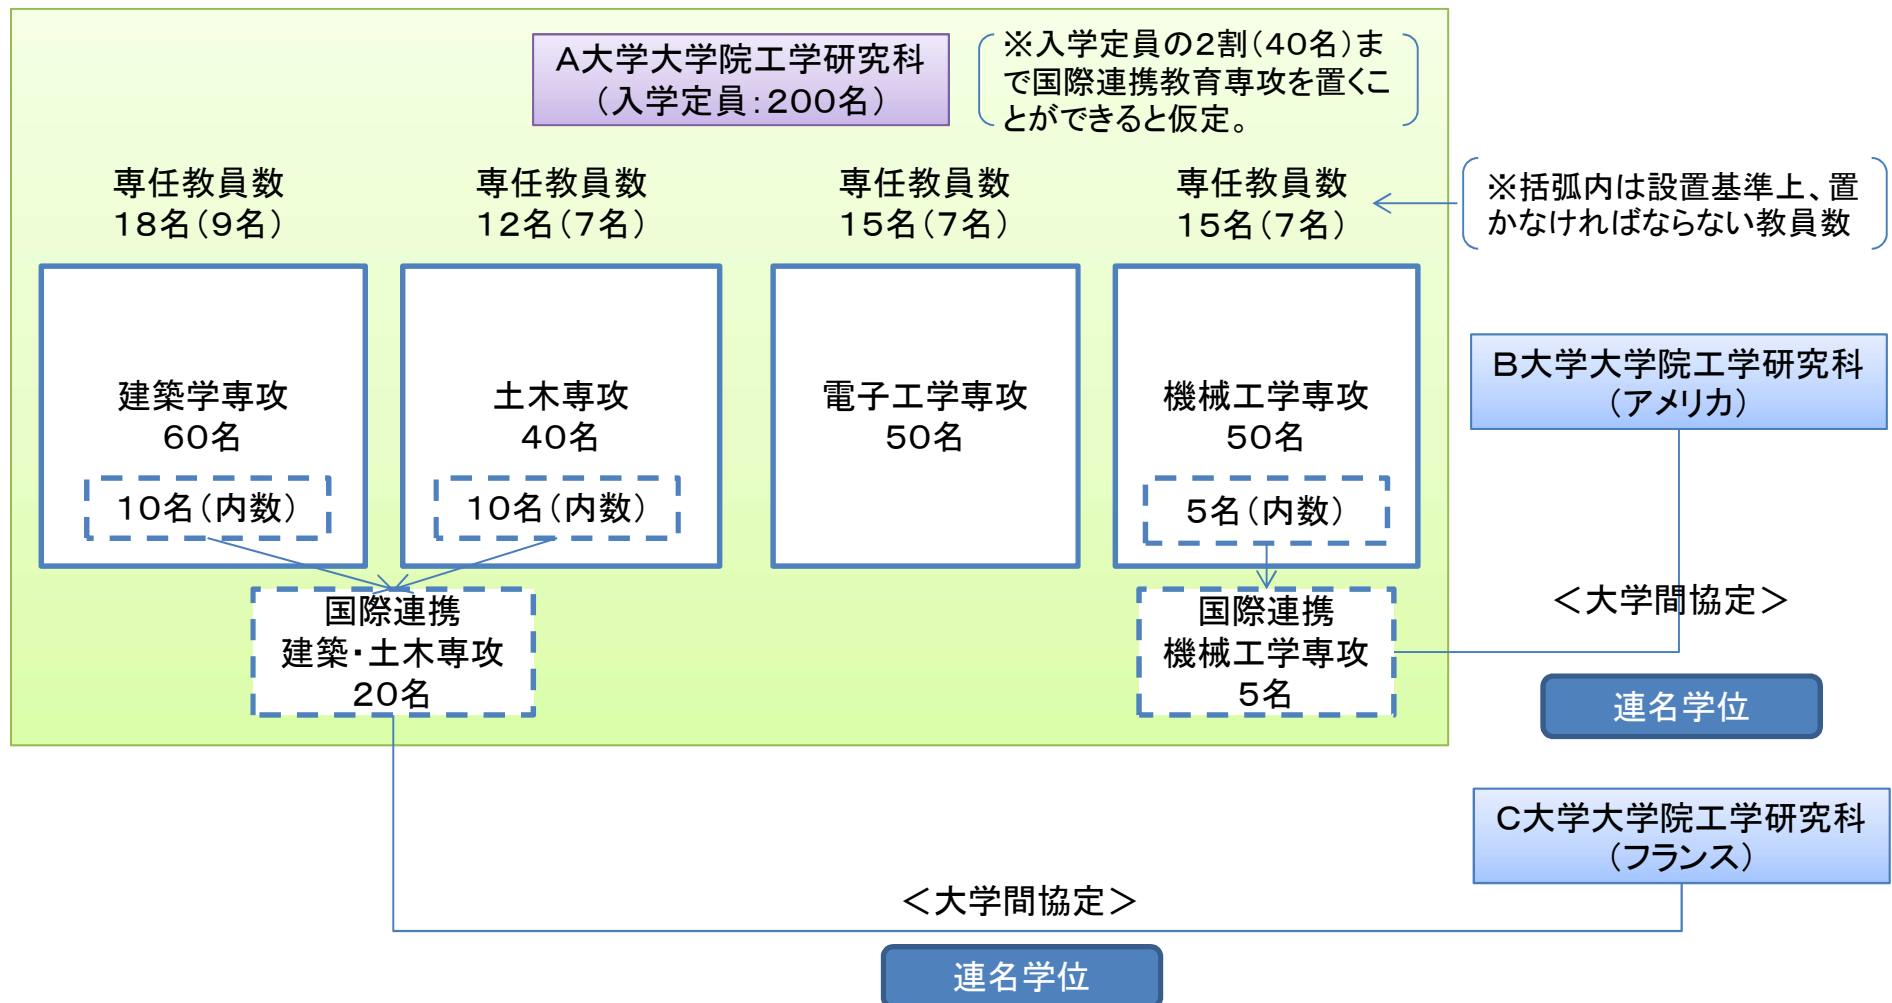 A大学大学院工学研究科
（入学定員：200名）
※入学定員の2割（40名）ま
で国際連携教育専攻を置くこ
とができると仮定。
専任教員数
18名（9名）
専任教員数
12名（7名）
専任教員数
15名（7名）
専任教員数
15名（7名）
※括弧内は設置基準上、置
かなければならない教員数
建築学専攻
60名
10名（内数）
土木専攻
40名
10名（内数）
電子工学専攻
50名
機械工学専攻
50名
5名（内数）
B大学大学院工学研究科
（アメリカ）
国際連携
建築・土木専攻
20名
国際連携
機械工学専攻
5名
＜大学間協定＞
連名学位
C大学大学院工学研究科
（フランス）
＜大学間協定＞
連名学位